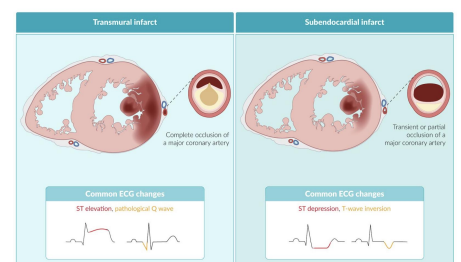 Transmural infarct
Complete occlusion of
a major coronary artery
Common ECG changes
ST elevation, pathological Q wave
Subendocardial infarct
Transient or partial
occlusion of a
major coronary artery
Common ECG changes
ST depression, T-wave inversion